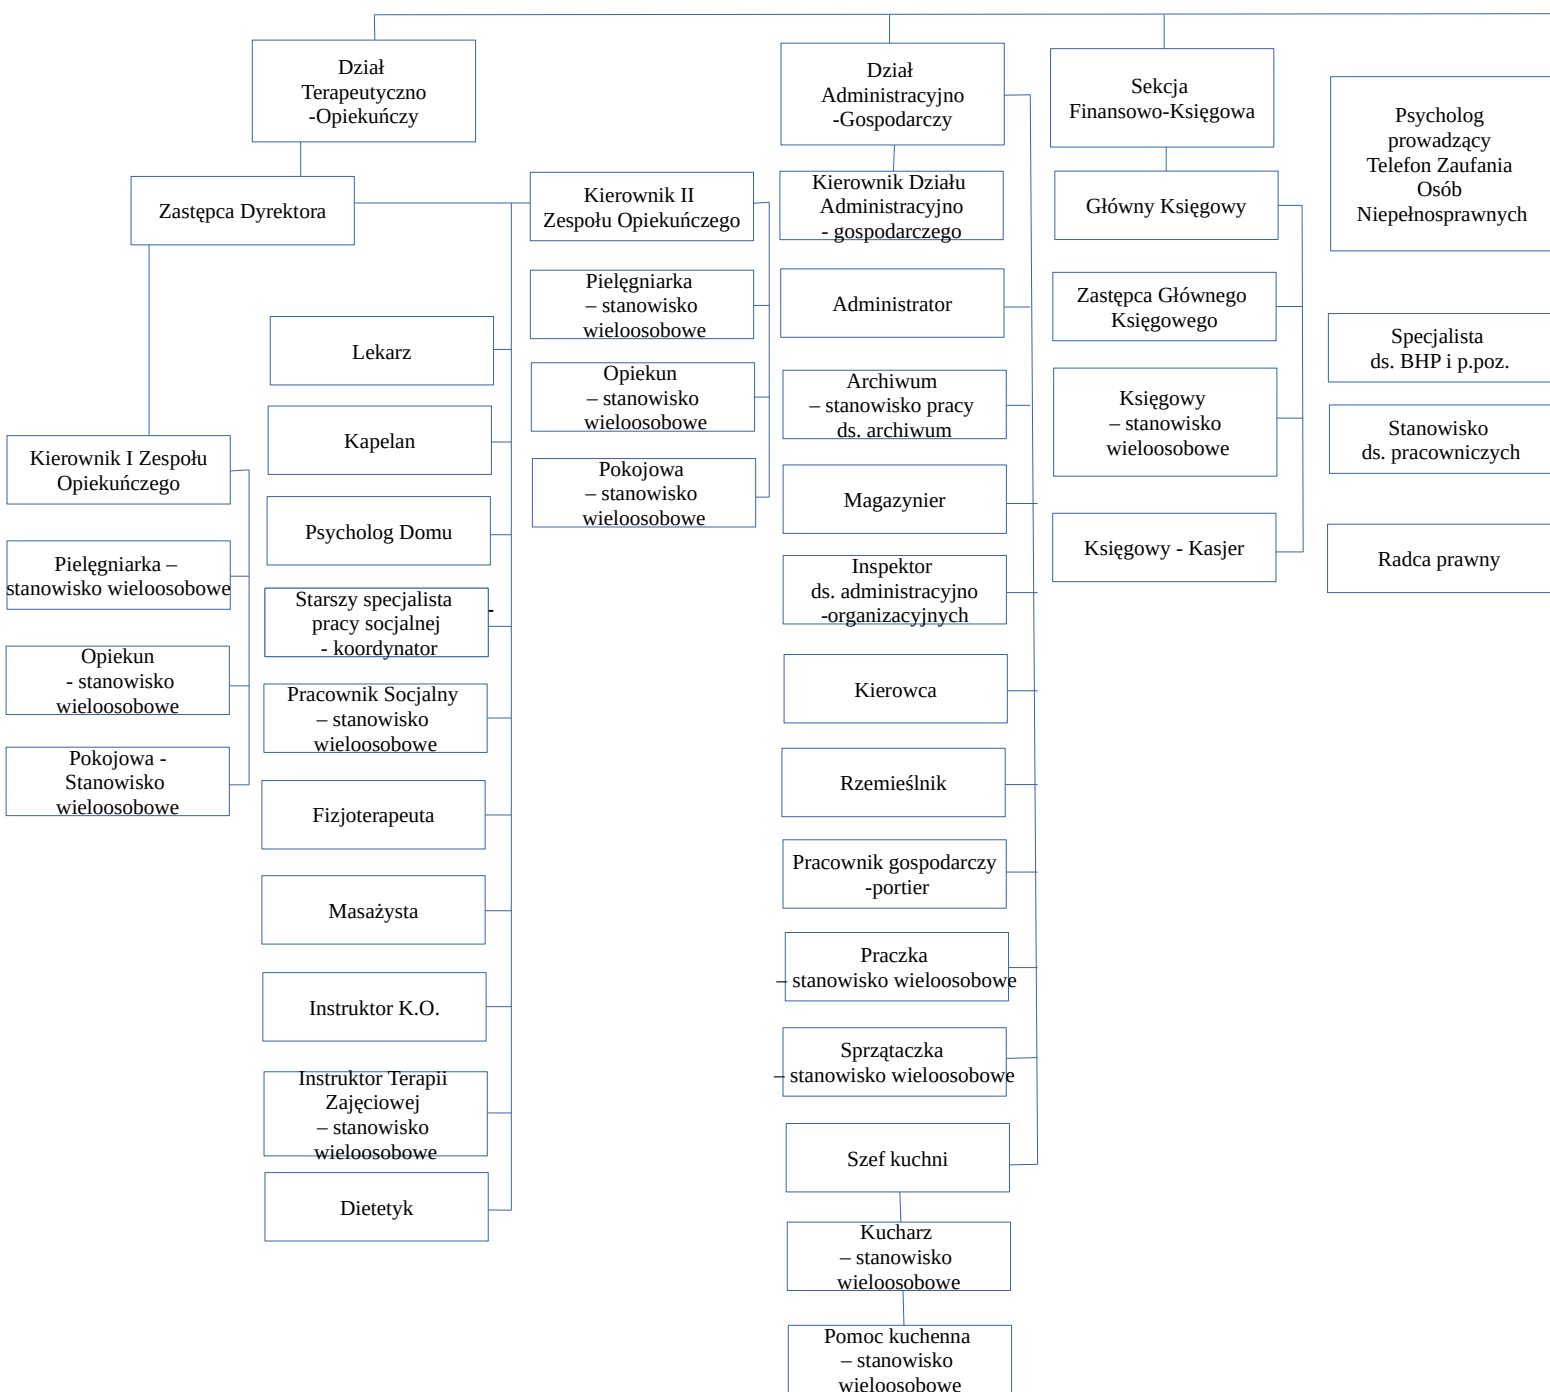 Dział
Terapeutyczno
-Opiekuńczy
Zastępca Dyrektora
Kierownik I Zespołu
Opiekuńczego
Pielęgniarka –
stanowisko wieloosobowe
Opiekun
- stanowisko
wieloosobowe
Pokojowa -
Stanowisko
wieloosobowe
Lekarz
Kapelan
Psycholog Domu
Starszy specjalista
pracy socjalnej
- koordynator
-
Pracownik Socjalny
– stanowisko
wieloosobowe
Fizjoterapeuta
Masażysta
Instruktor K.O.
Instruktor Terapii
Zajęciowej
– stanowisko
wieloosobowe
Dietetyk
Kierownik II
Zespołu Opiekuńczego
Pielęgniarka
– stanowisko
wieloosobowe
Opiekun
– stanowisko
wieloosobowe
Pokojowa
– stanowisko
wieloosobowe
Dział
Administracyjno
-Gospodarczy
Kierownik Działu
Administracyjno
- gospodarczego
Administrator
Archiwum
– stanowisko pracy
ds. archiwum
Magazynier
Inspektor
ds. administracyjno
-organizacyjnych
Kierowca
Rzemieślnik
Pracownik gospodarczy
-portier
Praczka
– stanowisko wieloosobowe
Sprzątaczka
– stanowisko wieloosobowe
Szef kuchni
Kucharz
– stanowisko
wieloosobowe
Pomoc kuchenna
– stanowisko
wieloosobowe
Sekcja
Finansowo-Księgowa
Główny Księgowy
Zastępca Głównego
Księgowego
Księgowy
– stanowisko
wieloosobowe
Księgowy - Kasjer
Psycholog
prowadzący
Telefon Zaufania
Osób
Niepełnosprawnych
Specjalista
ds. BHP i p.poz.
Stanowisko
ds. pracowniczych
Radca prawny